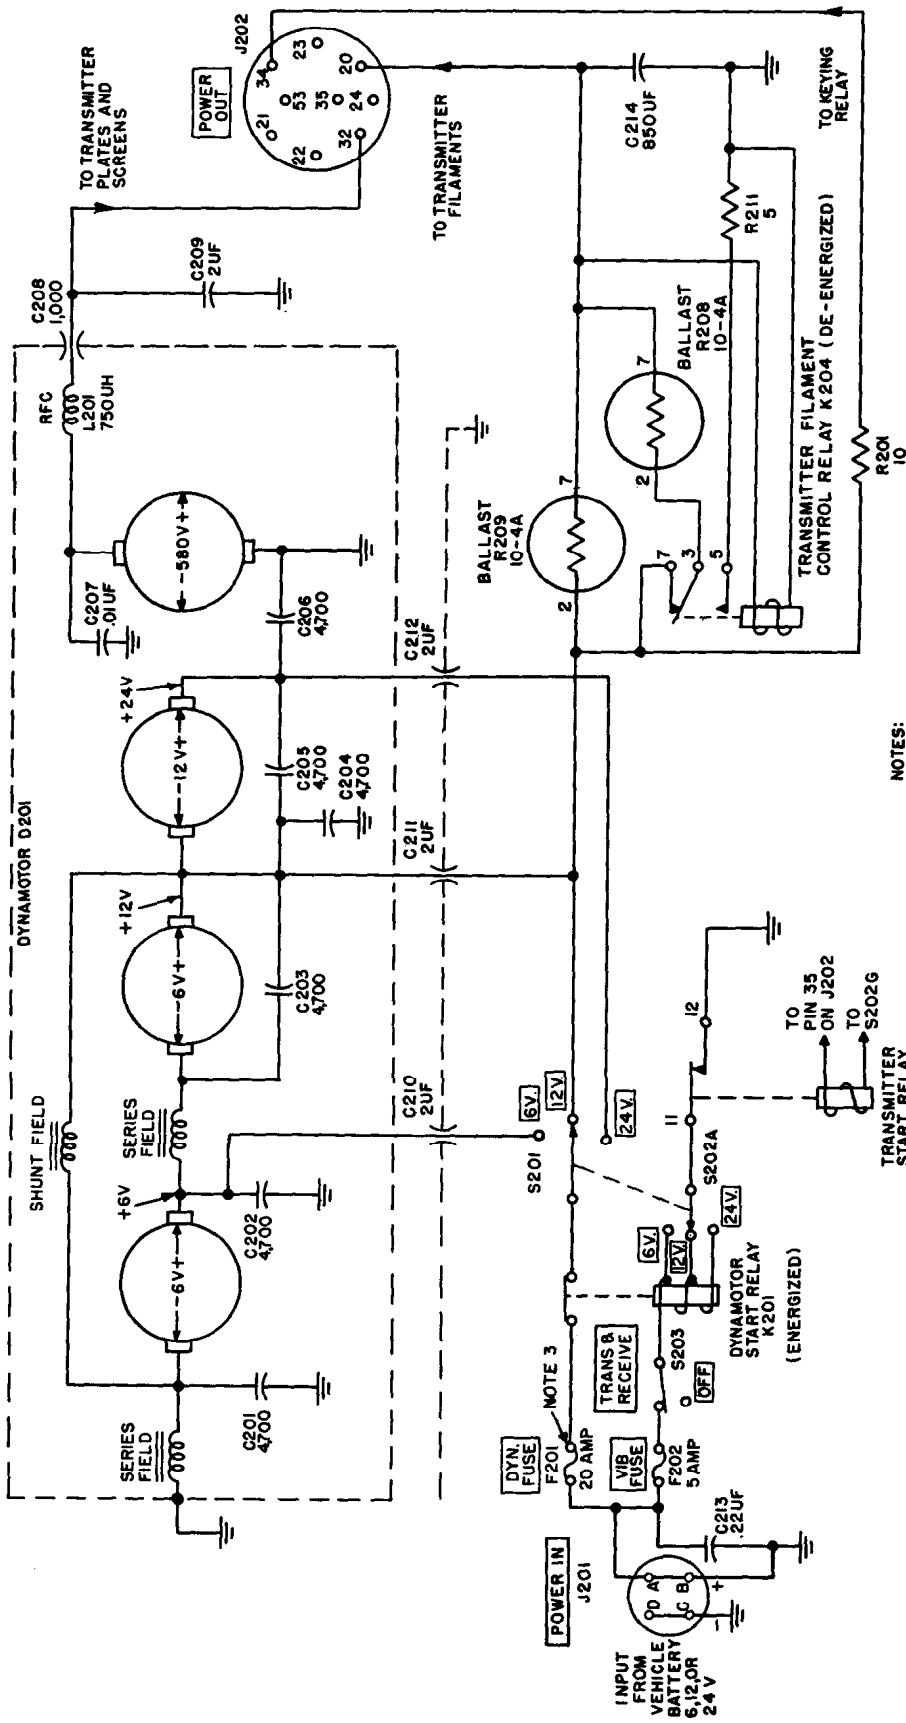 DYNAMOTOR D201
SERIES
FIELD
C201
4,700
-6V+
SHUNT FIELD
+6V
C202
4,700
SERIES
FIELD
-6V+
C203
4,700
+12V
-12V+
+24V
C205
4,700
C204
4,700
C206
4,700
C207
.01UF
-580V+
RFC
L201
750UH
C208
1,000
C209
2UF
TO TRANSMITTER
PLATES AND
SCREENS
POWER
OUT
J202
34
23
20
21
53
35
24
22
32
C210
2UF
C211
2UF
C212
2UF
TO TRANSMITTER
FILAMENTS
BALLAST
R209
10-4A
2
7
BALLAST
R208
10-4A
2
7
7
3
5
C214
850UF
R211
5
TRANSMITTER FILAMENT
CONTROL RELAY K204 (DE-ENERGIZED)
R201
10
TO KEYING
RELAY
INPUT
FROM
VEHICLE
BATTERY
6,12,OR
24 V
POWER IN
J201
D
A
C
B
-
+
C213
.22UF
DYN.
FUSE
F201
20 AMP
NOTE 3
VIB
FUSE
F202
5 AMP
TRANS &
RECEIVE
S203
OFF
DYNAMOTOR
START RELAY
K201
(ENERGIZED)
S201
6V.
12V.
24V.
6V.
12V.
24V.
S202A
11
12
TO
PIN 35
ON J202
TO
S202G
TRANSMITTER
START RELAY
NOTES: